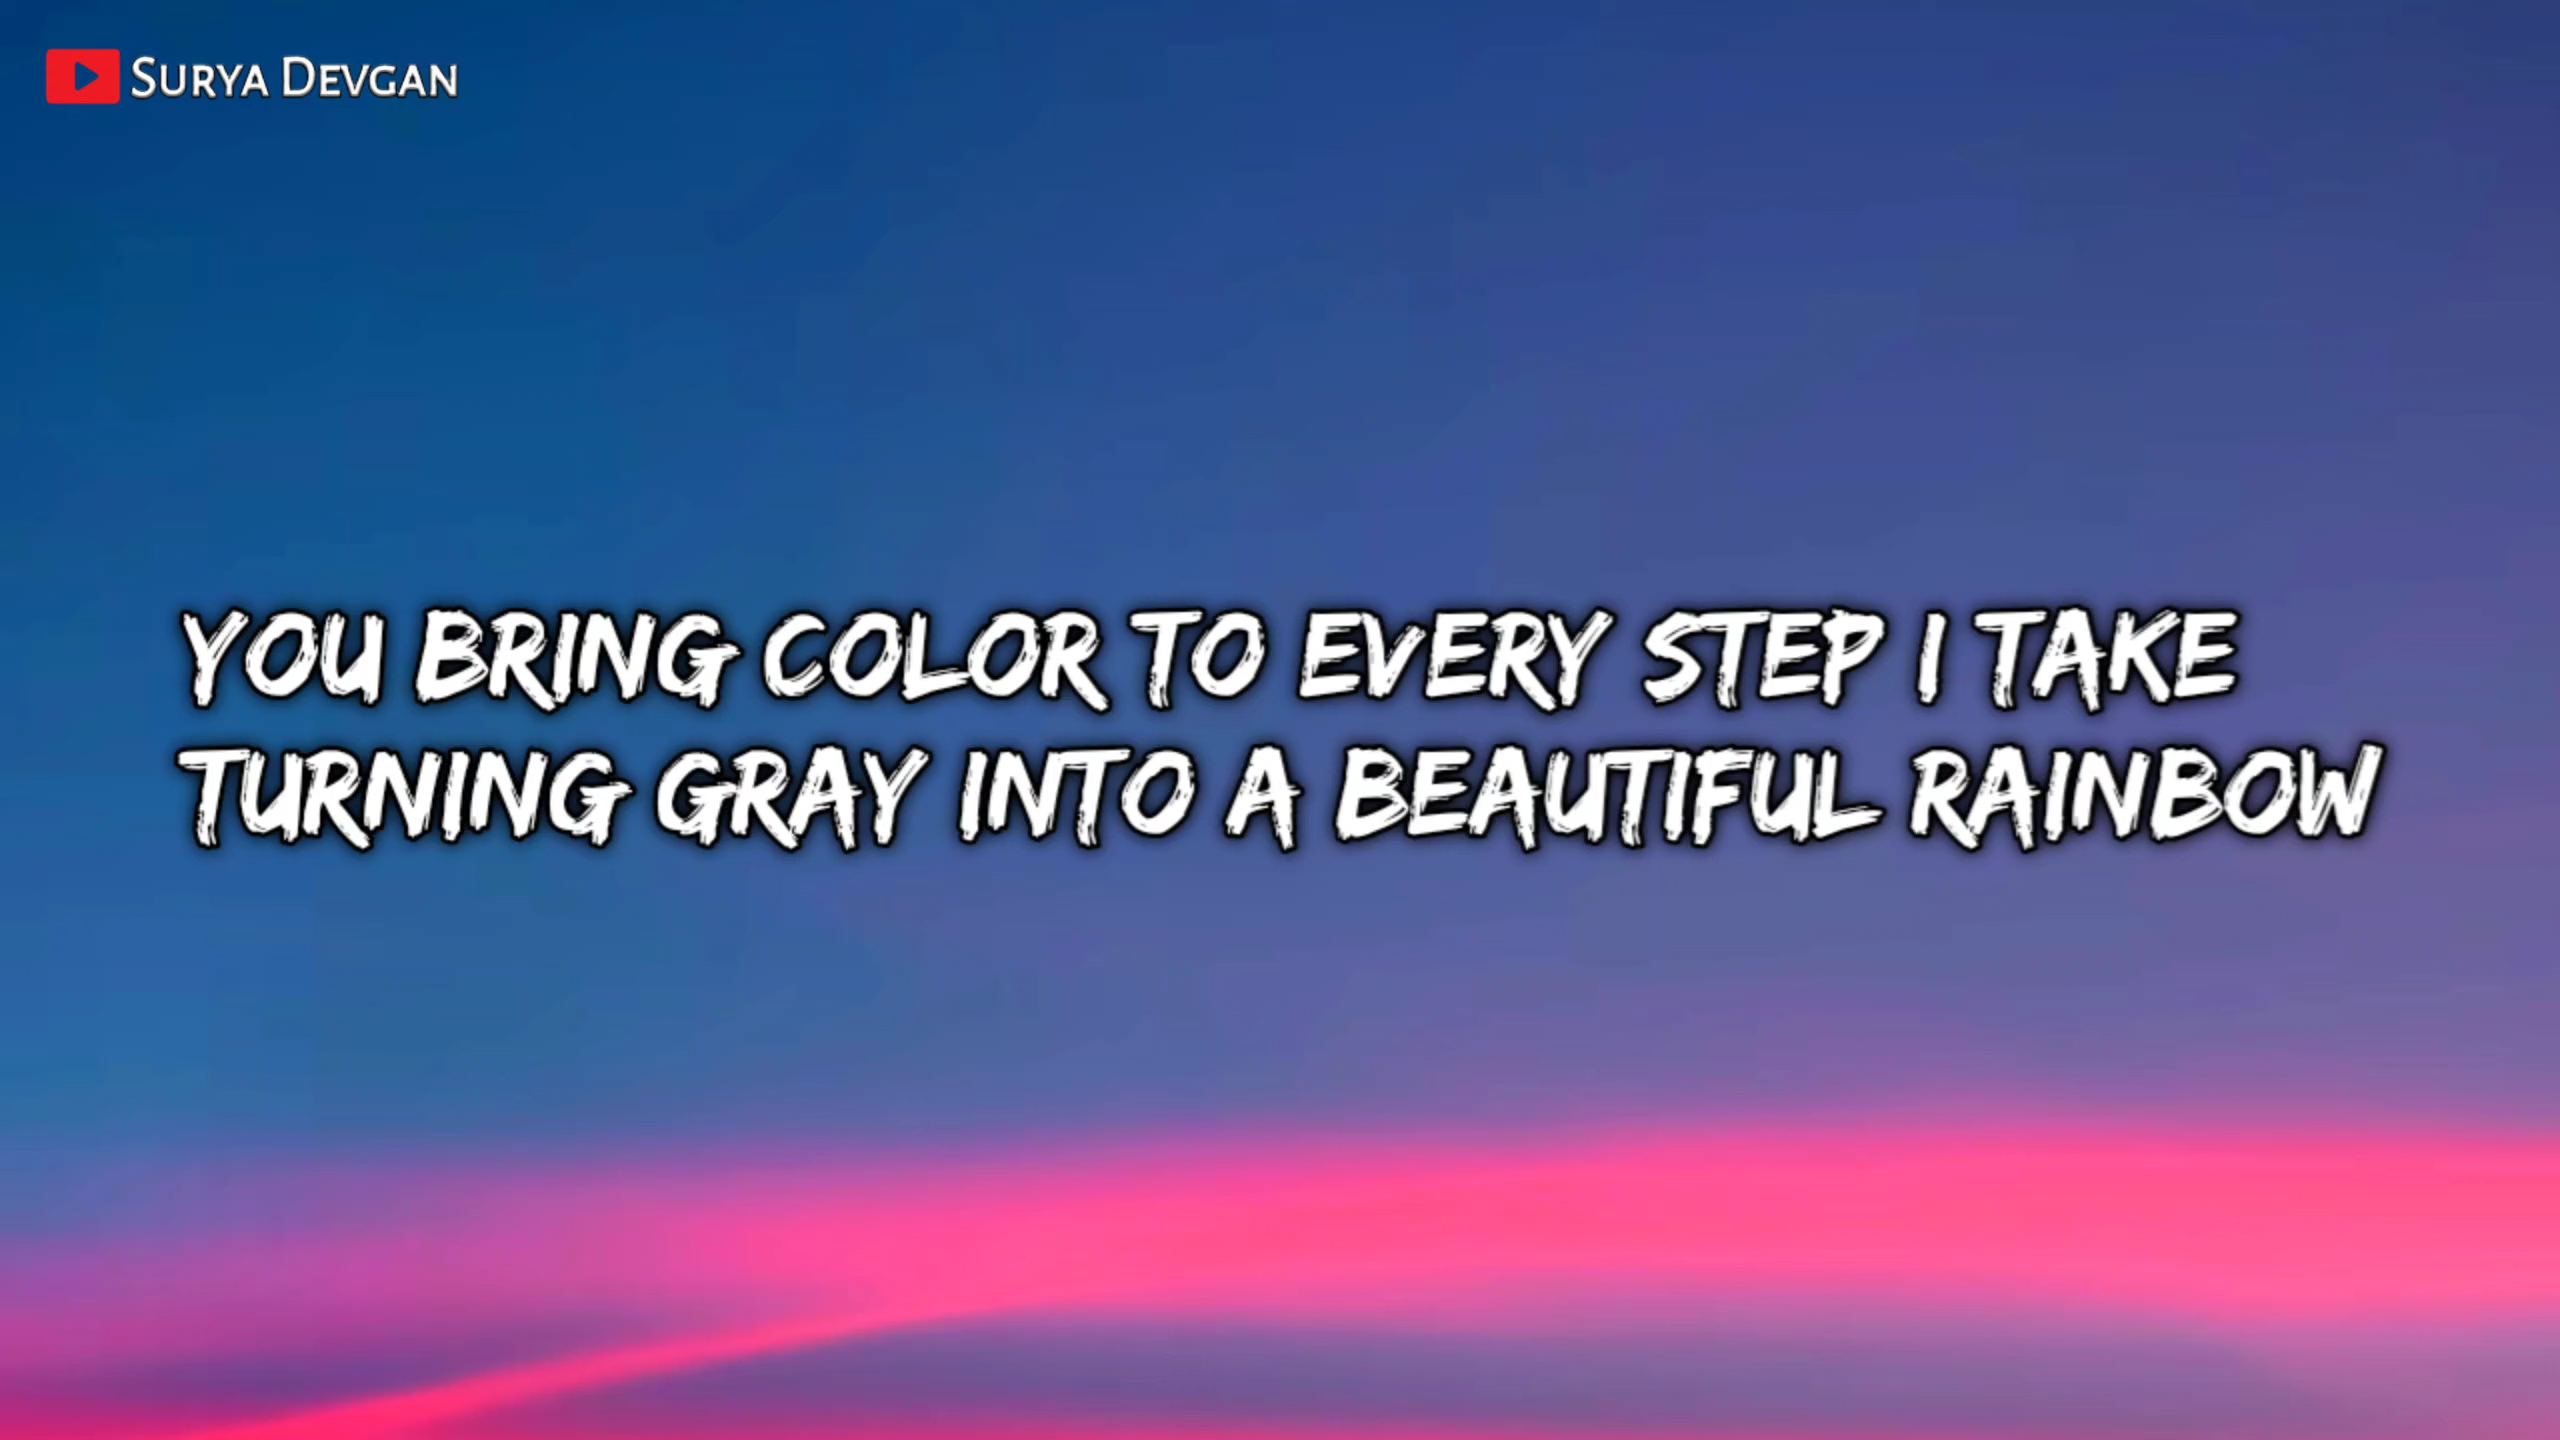 SURYA DEVGAN
YOU BRING COLOR TO EVERY STEP I TAKE
TURNING GRAY INTO A BEAUTIFUL RAINBOW